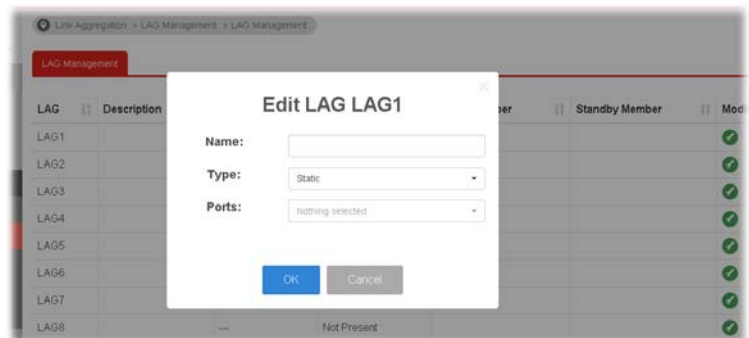 Link Aggregation > LAG Management > LAG Management
LAG Management
LAG Description ber Standby Member Modi
Edit LAG LAG1
Name:
Type: Static
Ports: Nothing selected
OK Cancel
LAG1
LAG2
LAG3
LAG4
LAG5
LAG6
LAG7
LAG8 --- Not Present